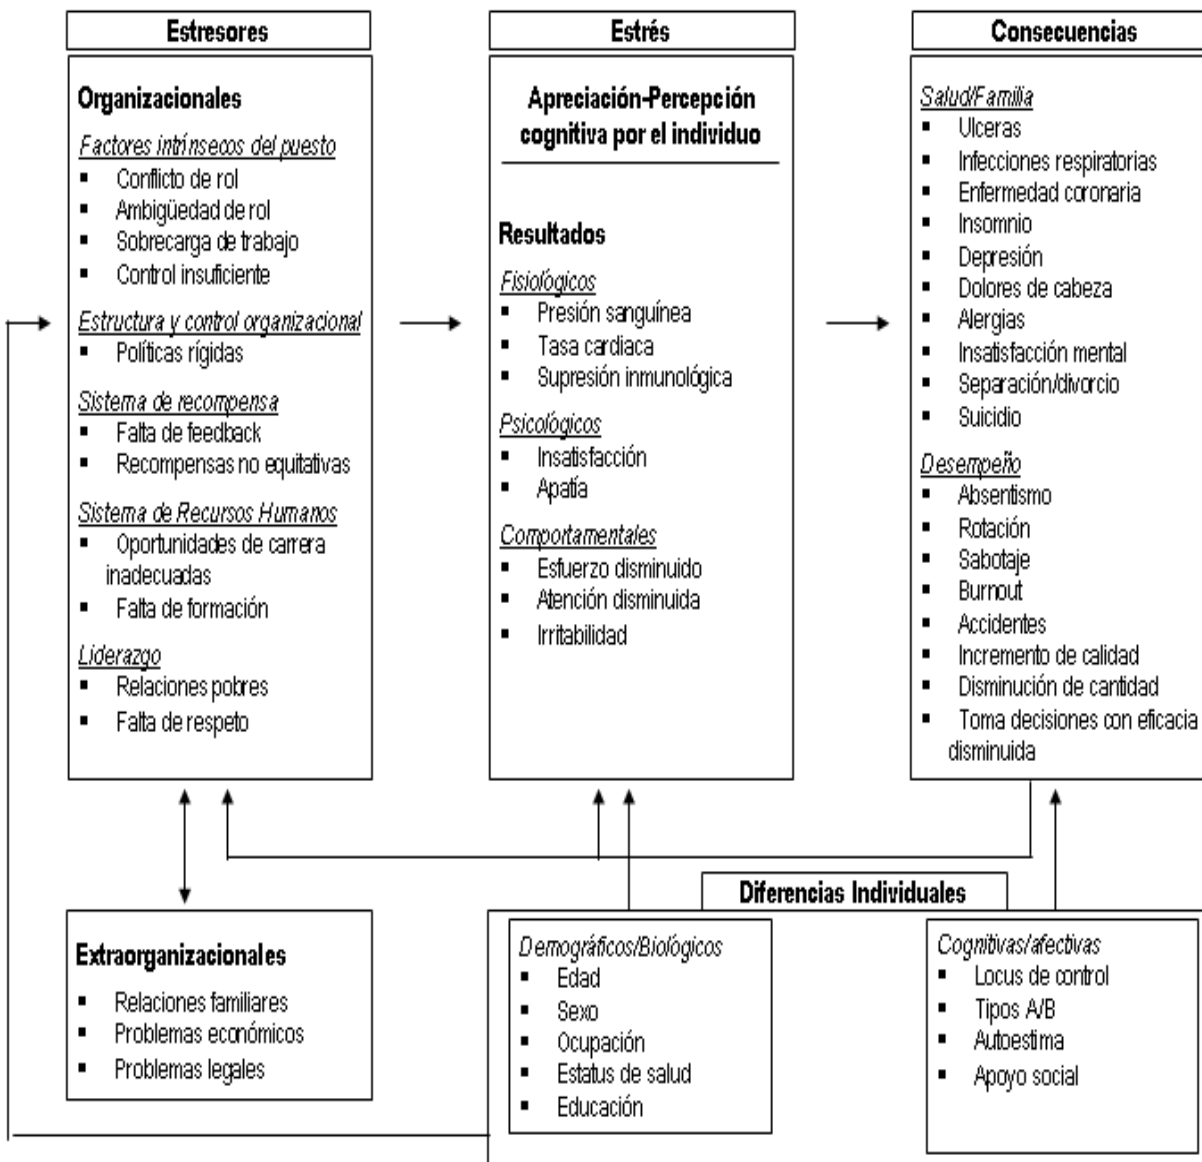 Estresores
Organizacionales
Factores intrínsecos del puesto
▪ Conflicto de rol
▪ Ambigüedad de rol
▪ Sobrecarga de trabajo
▪ Control insuficiente
Estructura y control organizacional
▪ Políticas rígidas
Sistema de recompensa
▪ Falta de feedback
▪ Recompensas no equitativas
Sistema de Recursos Humanos
▪ Oportunidades de carrera
inadecuadas
▪ Falta de formación
Liderazgo
▪ Relaciones pobres
▪ Falta de respeto
Estrés
Apreciación-Percepción
cognitiva por el individuo
Resultados
Fisiológicos
▪ Presión sanguínea
▪ Tasa cardiaca
▪ Supresión inmunológica
Psicológicos
▪ Insatisfacción
▪ Apatía
Comportamentales
▪ Esfuerzo disminuido
▪ Atención disminuida
▪ Irritabilidad
Consecuencias
Salud/Familia
▪ Ulceras
▪ Infecciones respiratorias
▪ Enfermedad coronaria
▪ Insomnio
▪ Depresión
▪ Dolores de cabeza
▪ Alergias
▪ Insatisfacción mental
▪ Separación/divorcio
▪ Suicidio
Desempeño
▪ Absentismo
▪ Rotación
▪ Sabotaje
▪ Burnout
▪ Accidentes
▪ Incremento de calidad
▪ Disminución de cantidad
▪ Toma decisiones con eficacia
disminuida
Extraorganizacionales
▪ Relaciones familiares
▪ Problemas económicos
▪ Problemas legales
Diferencias Individuales
Demográficos/Biológicos
▪ Edad
▪ Sexo
▪ Ocupación
▪ Estatus de salud
▪ Educación
Cognitivas/afectivas
▪ Locus de control
▪ Tipos A/B
▪ Autoestima
▪ Apoyo social